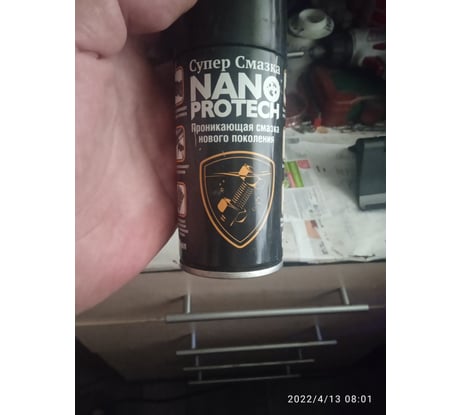 Супер Смазка
NANO
PROTECH
Проникающая смазка
нового поколения
2022/4/13 08:01